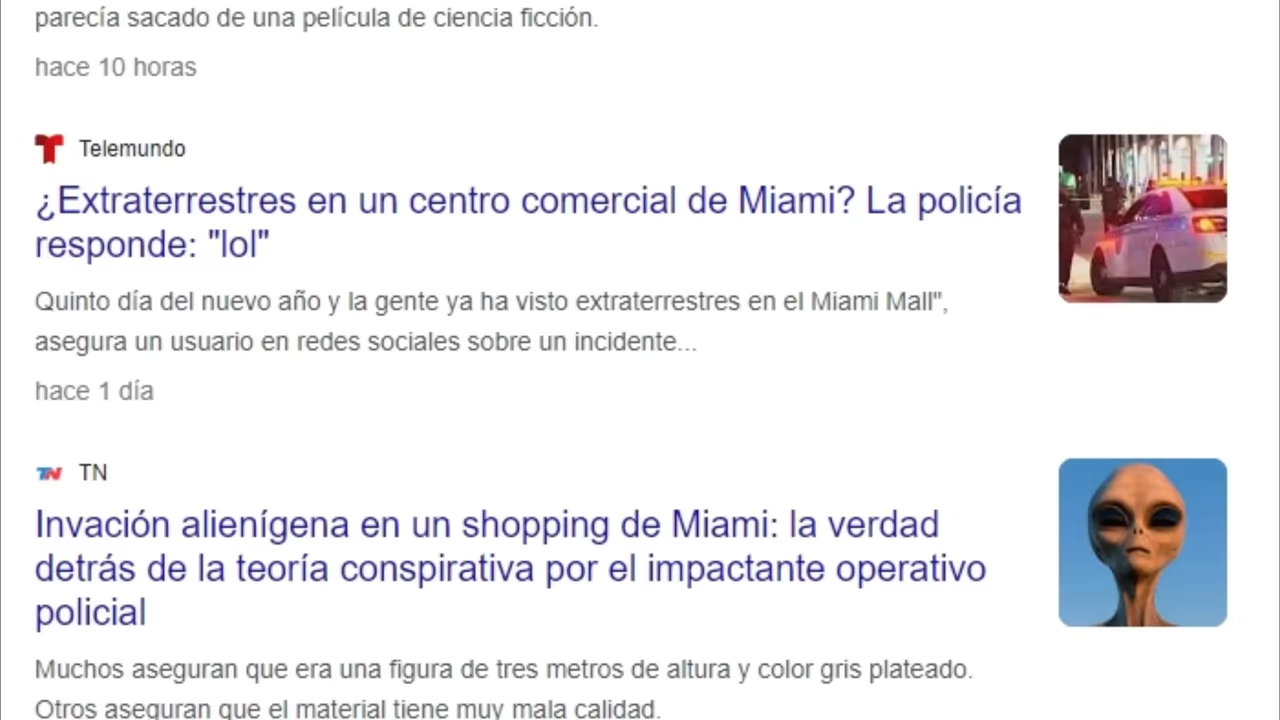 parecía sacado de una película de ciencia ficción.
hace 10 horas
Telemundo
¿Extraterrestres en un centro comercial de Miami? La policía
responde: "lol"
Quinto día del nuevo año y la gente ya ha visto extraterrestres en el Miami Mall",
asegura un usuario en redes sociales sobre un incidente...
hace 1 día
TN TN
Invación alienígena en un shopping de Miami: la verdad
detrás de la teoría conspirativa por el impactante operativo
policial
Muchos aseguran que era una figura de tres metros de altura y color gris plateado.
Otros aseguran que el material tiene muy mala calidad.